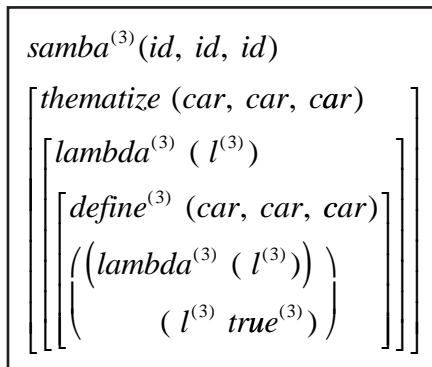 samba⁽³⁾(id, id, id)
thematize (car, car, car)
lambda⁽³⁾ ( l⁽³⁾)
define⁽³⁾ (car, car, car)
((lambda⁽³⁾ ( l⁽³⁾))
( l⁽³⁾ true⁽³⁾))